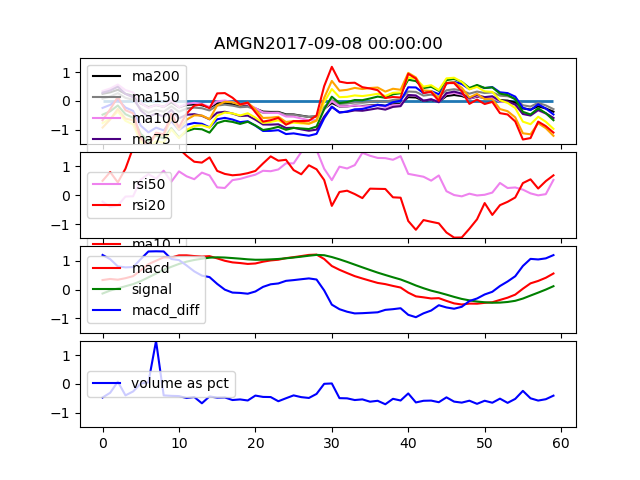 AMGN2017-09-08 00:00:00
1
0
−1
ma200
ma150
ma100
ma75
1
0
−1
rsi50
rsi20
ma10
1
0
−1
macd
signal
macd_diff
1
0
−1
volume as pct
0 10 20 30 40 50 60